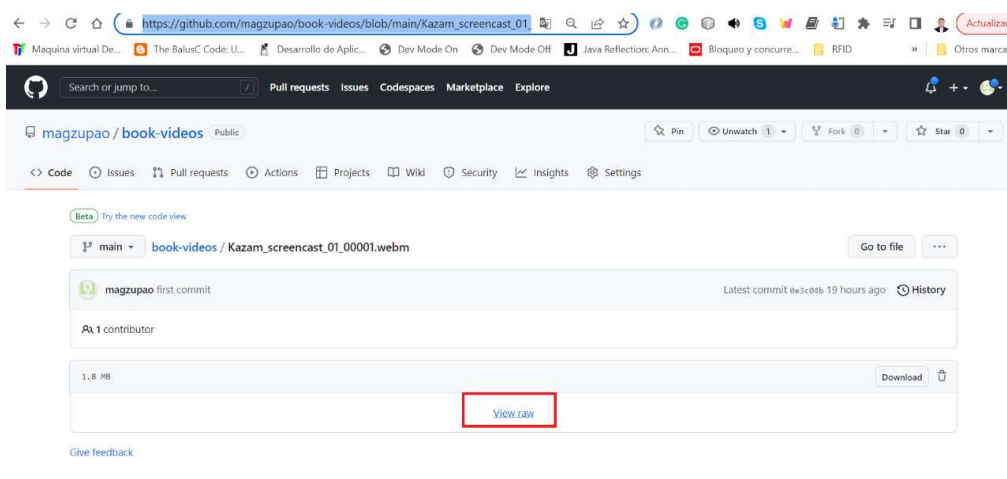 https://github.com/magzupao/book-videos/blob/main/Kazam_screencast_01_
Actualiza
Maquina virtual De... The BalusC Code: U... Desarrollo de Aplic... Dev Mode On Dev Mode Off Java Reflection: Ann... Bloqueo y concurre... RFID » Otros marca
Search or jump to... / Pull requests Issues Codespaces Marketplace Explore
magzupao / book-videos Public Pin Unwatch 1 Fork 0 Star 0
<> Code Issues Pull requests Actions Projects Wiki Security Insights Settings
Beta Try the new code view
main book-videos / Kazam_screencast_01_00001.webm Go to file ...
magzupao first commit Latest commit 0e3c04b 19 hours ago History
1 contributor
1.8 MB Download
View raw
Give feedback